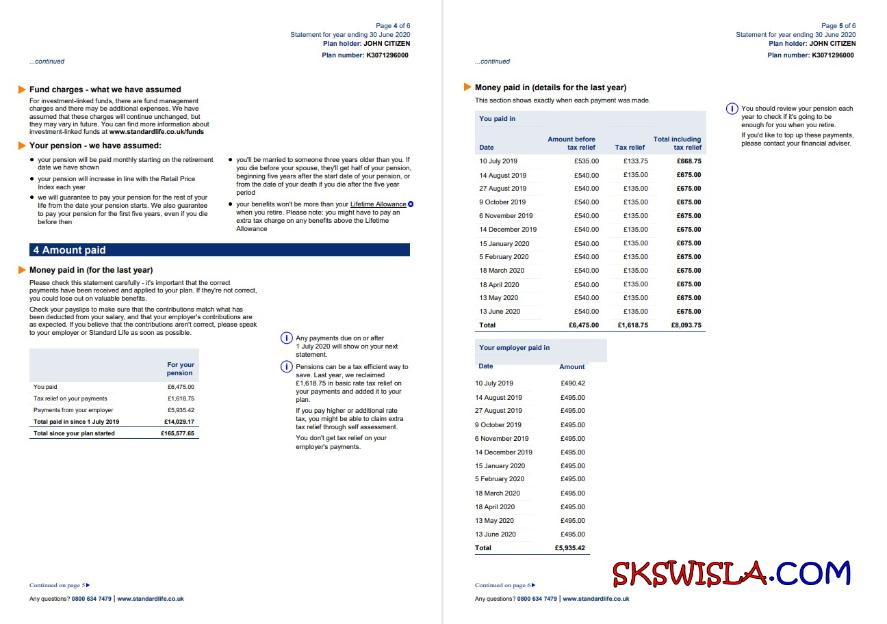 Page 4 of 6
Statement for year ending 30 June 2020
Plan holder: JOHN CITIZEN
Plan number: K3071296000
...continued
Fund charges - what we have assumed
For investment-linked funds, there are fund management
charges and there may be additional expenses. We have
assumed that these charges will continue unchanged, but
they may vary in future. You can find more information about
investment-linked funds at www.standardlife.co.uk/funds
Your pension - we have assumed:
• your pension will be paid monthly starting on the retirement
date we have shown
• your pension will increase in line with the Retail Price
Index each year
• we will guarantee to pay your pension for the rest of your
life from the date your pension starts. We also guarantee
to pay your pension for the first five years, even if you die
before then
• you'll be married to someone three years older than you. If
you die before your spouse, they'll get half of your pension,
beginning five years after the start date of your pension, or
from the date of your death if you die after the five year
period
• your benefits won't be more than your Lifetime Allowance
when you retire. Please note: you might have to pay an
extra tax charge on any benefits above the Lifetime
Allowance
4 Amount paid
Money paid in (for the last year)
Please check this statement carefully - it's important that the correct
payments have been received and applied to your plan. If they're not correct,
you could lose out on valuable benefits.
Check your payslips to make sure that the contributions match what has
been deducted from your salary, and that your employer's contributions are
as expected. If you believe that the contributions aren't correct, please speak
to your employer or Standard Life as soon as possible.
For your
pension
You paid £6,475.00
Tax relief on your payments £1,618.75
Payments from your employer £5,935.42
Total paid in since 1 July 2019 £14,029.17
Total since your plan started £165,577.65
i Any payments due on or after
1 July 2020 will show on your next
statement.
i Pensions can be a tax efficient way to
save. Last year, we reclaimed
£1,618.75 in basic rate tax relief on
your payments and added it to your
plan.
If you pay higher or additional rate
tax, you might be able to claim extra
tax relief through self assessment.
You don't get tax relief on your
employer's payments.
Continued on page 5
Any questions? 0800 634 7479 | www.standardlife.co.uk
Page 5 of 6
Statement for year ending 30 June 2020
Plan holder: JOHN CITIZEN
Plan number: K3071296000
...continued
Money paid in (details for the last year)
This section shows exactly when each payment was made.
You paid in
Date Amount before tax relief Tax relief Total including tax relief
10 July 2019 £535.00 £133.75 £668.75
14 August 2019 £540.00 £135.00 £675.00
27 August 2019 £540.00 £135.00 £675.00
9 October 2019 £540.00 £135.00 £675.00
6 November 2019 £540.00 £135.00 £675.00
14 December 2019 £540.00 £135.00 £675.00
15 January 2020 £540.00 £135.00 £675.00
5 February 2020 £540.00 £135.00 £675.00
18 March 2020 £540.00 £135.00 £675.00
18 April 2020 £540.00 £135.00 £675.00
13 May 2020 £540.00 £135.00 £675.00
13 June 2020 £540.00 £135.00 £675.00
Total £6,475.00 £1,618.75 £8,093.75
Your employer paid in
Date Amount
10 July 2019 £490.42
14 August 2019 £495.00
27 August 2019 £495.00
9 October 2019 £495.00
6 November 2019 £495.00
14 December 2019 £495.00
15 January 2020 £495.00
5 February 2020 £495.00
18 March 2020 £495.00
18 April 2020 £495.00
13 May 2020 £495.00
13 June 2020 £495.00
Total £5,935.42
i You should review your pension each
year to check if it's going to be
enough for you when you retire.
If you'd like to top up these payments,
please contact your financial adviser.
SKSWISLA.COM
Continued on page 6
Any questions? 0800 634 7479 | www.standardlife.co.uk